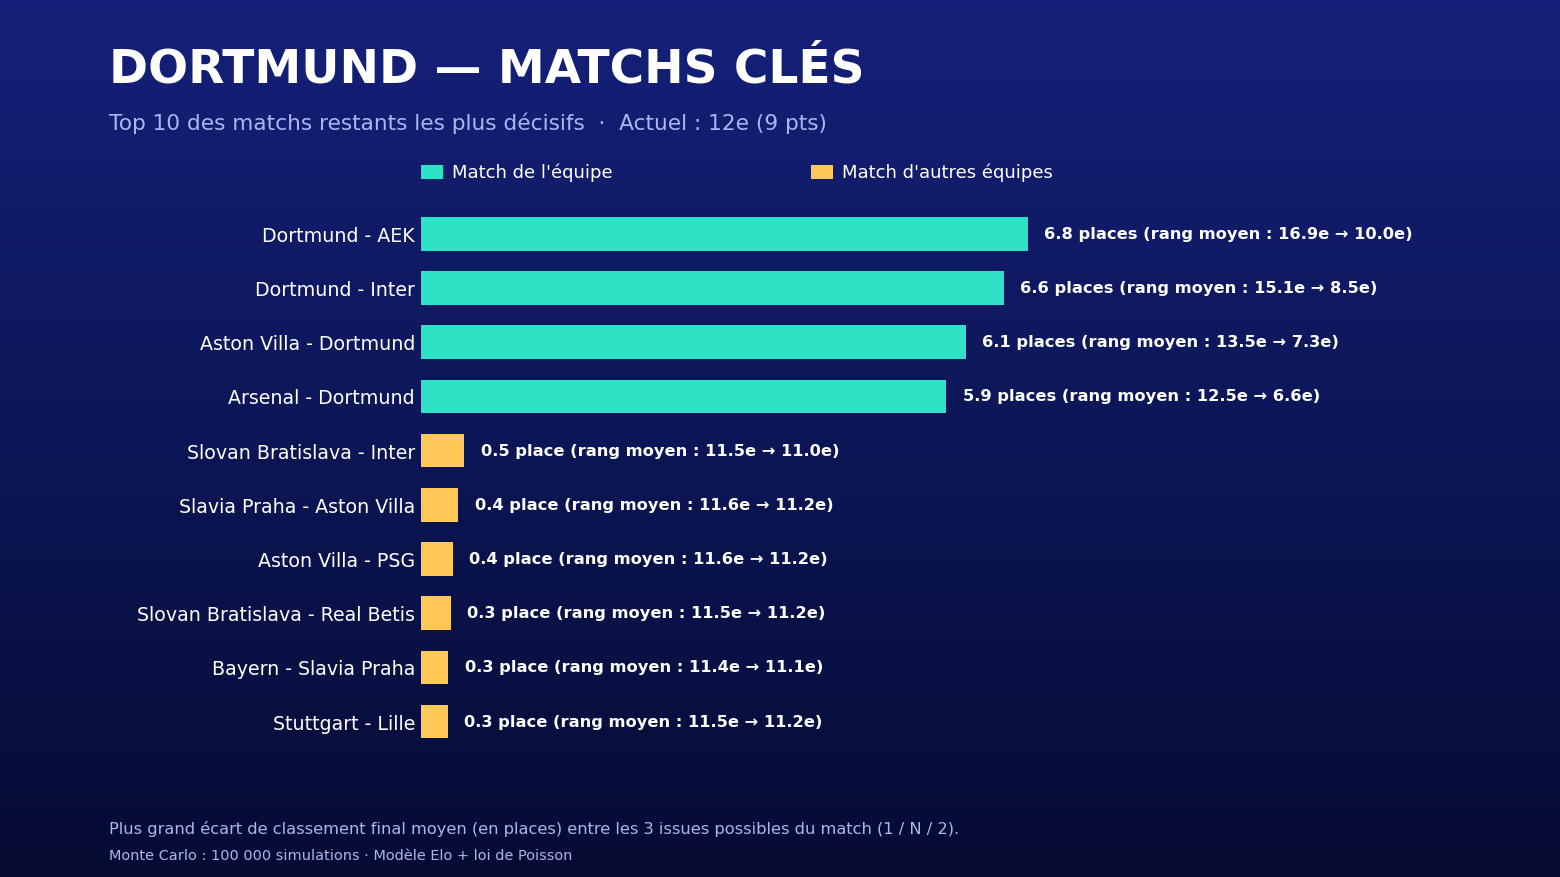 DORTMUND — MATCHS CLÉS
Top 10 des matchs restants les plus décisifs · Actuel : 12e (9 pts)
Match de l'équipe Match d'autres équipes
Dortmund - AEK 6.8 places (rang moyen : 16.9e → 10.0e)
Dortmund - Inter 6.6 places (rang moyen : 15.1e → 8.5e)
Aston Villa - Dortmund 6.1 places (rang moyen : 13.5e → 7.3e)
Arsenal - Dortmund 5.9 places (rang moyen : 12.5e → 6.6e)
Slovan Bratislava - Inter 0.5 place (rang moyen : 11.5e → 11.0e)
Slavia Praha - Aston Villa 0.4 place (rang moyen : 11.6e → 11.2e)
Aston Villa - PSG 0.4 place (rang moyen : 11.6e → 11.2e)
Slovan Bratislava - Real Betis 0.3 place (rang moyen : 11.5e → 11.2e)
Bayern - Slavia Praha 0.3 place (rang moyen : 11.4e → 11.1e)
Stuttgart - Lille 0.3 place (rang moyen : 11.5e → 11.2e)
Plus grand écart de classement final moyen (en places) entre les 3 issues possibles du match (1 / N / 2).
Monte Carlo : 100 000 simulations · Modèle Elo + loi de Poisson